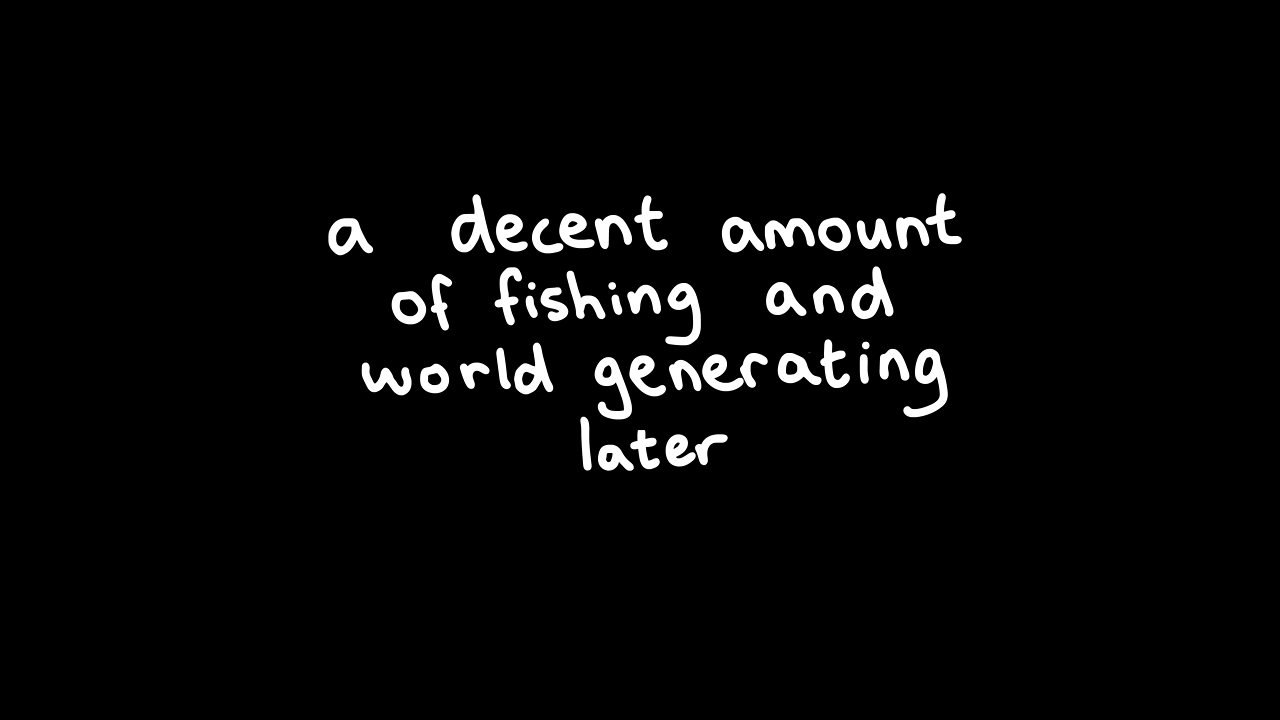 a decent amount
of fishing and
world generating
later